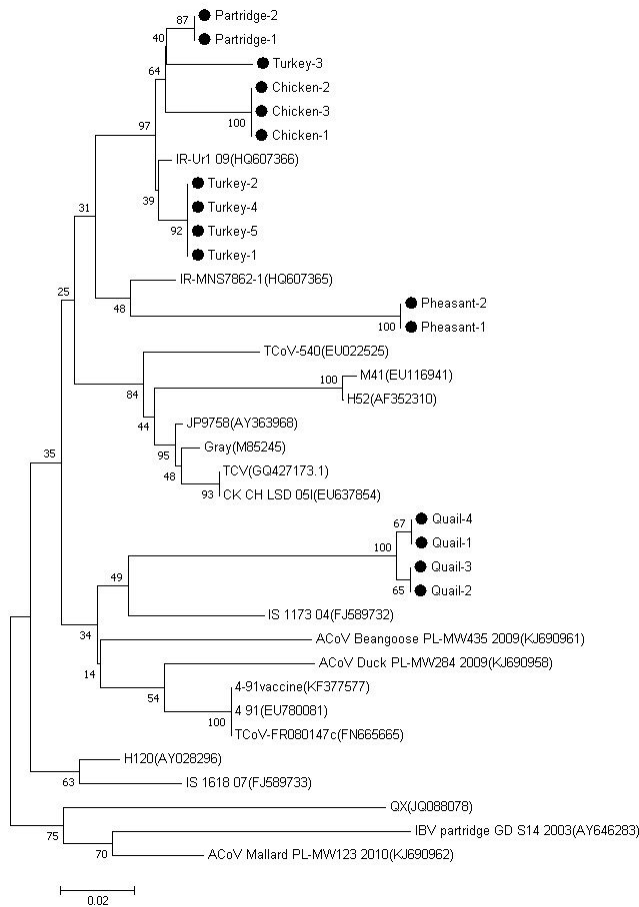 87
Partridge-2
40
Partridge-1
Turkey-3
64
Chicken-2
Chicken-3
100
97
Chicken-1
IR-Ur1 09(HQ607366)
Turkey-2
39
31
Turkey-4
92
Turkey-5
Turkey-1
IR-MNS7862-1(HQ607365)
25
48
Pheasant-2
100
Pheasant-1
TCoV-540(EU022525)
84
100
M41(EU116941)
H52(AF352310)
44
JP9758(AY363968)
95
Gray(M85245)
35
48
TCV(GQ427173.1)
93
CK CH LSD 05I(EU637854)
67
Quail-4
100
Quail-1
Quail-3
49
65
Quail-2
IS 1173 04(FJ589732)
34
ACoV Beangoose PL-MW435 2009(KJ690961)
14
ACoV Duck PL-MW284 2009(KJ690958)
54
4-91vaccine(KF377577)
4 91(EU780081)
100
TCoV-FR080147c(FN665665)
H120(AY028296)
63
IS 1618 07(FJ589733)
QX(JQ088078)
75
IBV partridge GD S14 2003(AY646283)
70
ACoV Mallard PL-MW123 2010(KJ690962)
0.02